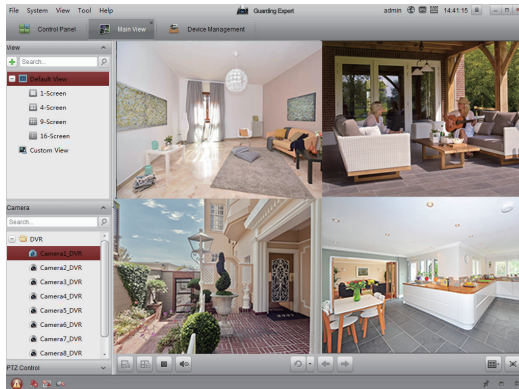 File System View Tool Help
Guarding Expert
admin 14:41:15
Control Panel
Main View
Device Management
View
Search...
Default View
1-Screen
4-Screen
9-Screen
16-Screen
Custom View
Camera
Search...
DVR
Camera1_DVR
Camera2_DVR
Camera3_DVR
Camera4_DVR
Camera5_DVR
Camera6_DVR
Camera7_DVR
Camera8_DVR
PTZ Control